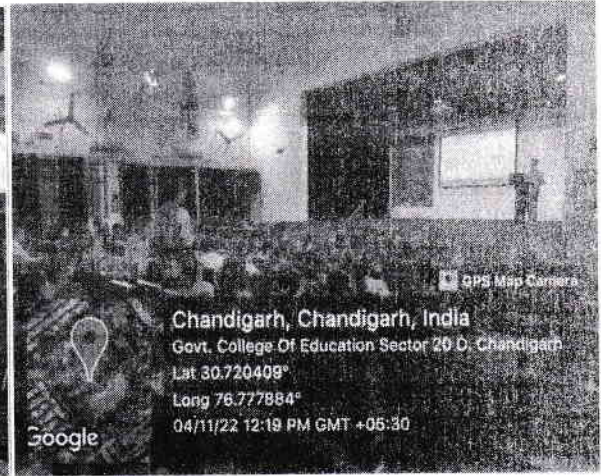 GPS Map Camera
Chandigarh, Chandigarh, India
Govt. College Of Education Sector 20 D, Chandigarh
Lat 30.720409°
Long 76.777884°
04/11/22 12:19 PM GMT +05:30
Google